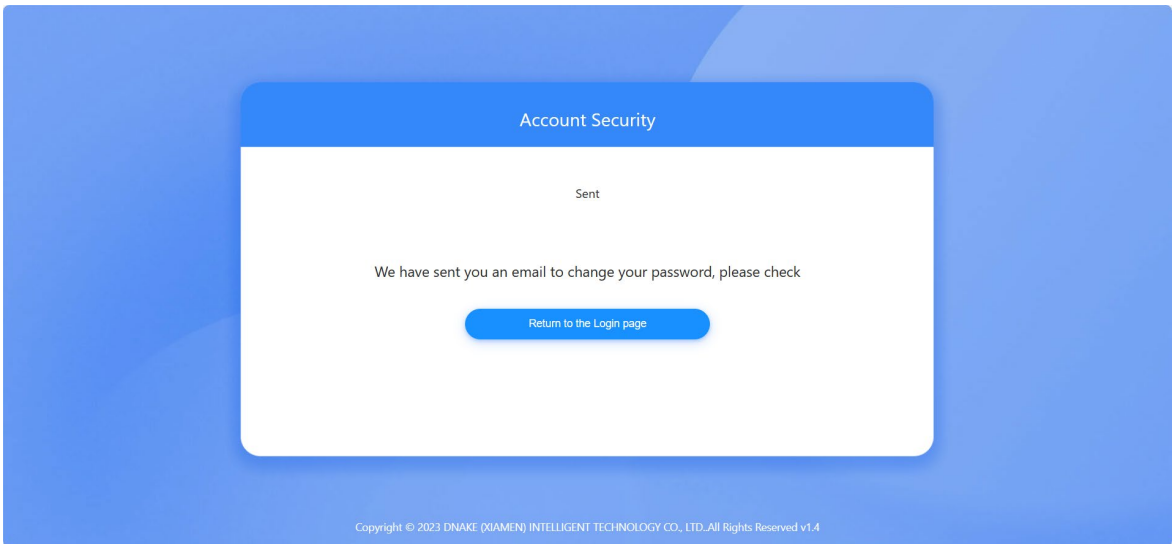 Account Security
Sent
We have sent you an email to change your password, please check
Return to the Login page
Copyright © 2023 DNAKE (XIAMEN) INTELLIGENT TECHNOLOGY CO., LTD..All Rights Reserved v1.4